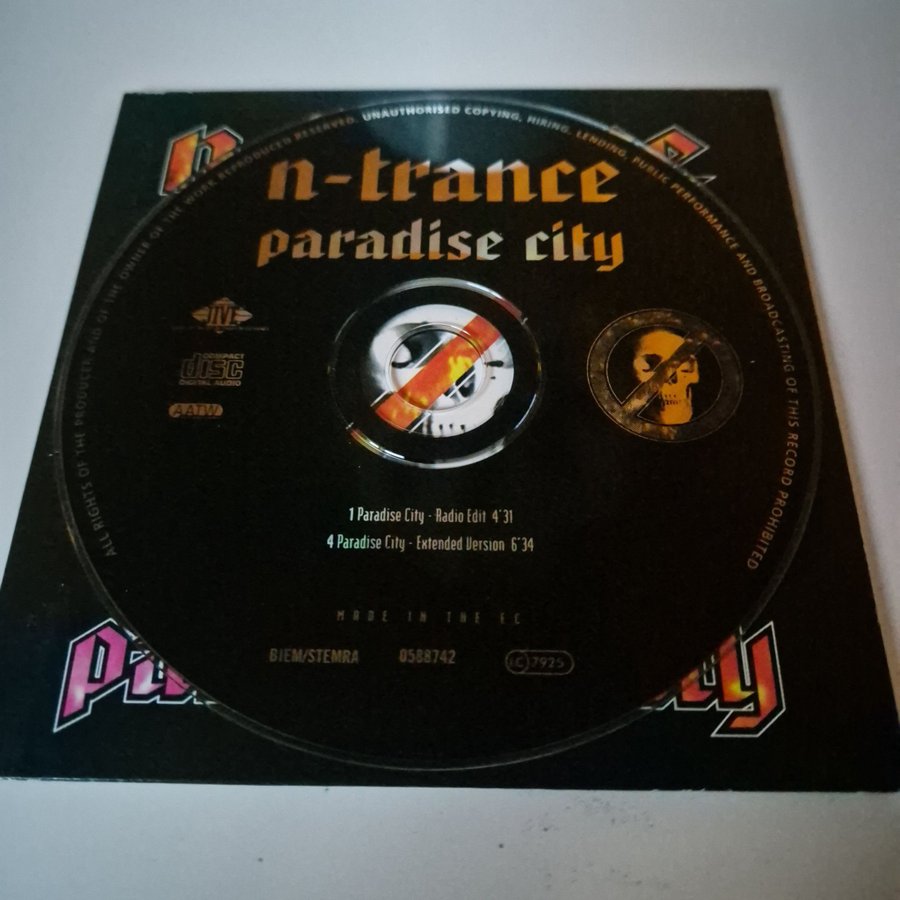 n-trance
paradise city
ALL RIGHTS OF THE PRODUCER AND OF THE OWNER OF THE WORK REPRODUCED RESERVED. UNAUTHORISED COPYING, HIRING, LENDING, PUBLIC PERFORMANCE AND BROADCASTING OF THIS RECORD PROHIBITED
JIVE
COMPACT
disc
DIGITAL AUDIO
AATW
1 Paradise City - Radio Edit 4'31
4 Paradise City - Extended Version 6'34
MADE IN THE EC
BIEM/STEMRA 0588742 LC 7925